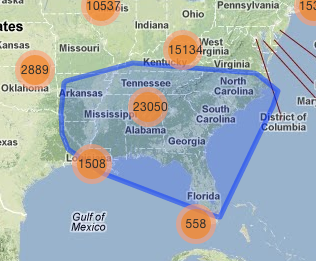 10537
153
Pennsylvania
Ohio
Indiana
ates
Kansas
Missouri
15134
West
Virginia
Kentucky
Virginia
2889
Oklahoma
Arkansas
Tennessee
North
Carolina
23050
Mississippi
South
Carolina
Alabama
Georgia
Mary
District of
Columbia
exas
1508
Florida
558
Gulf of
Mexico